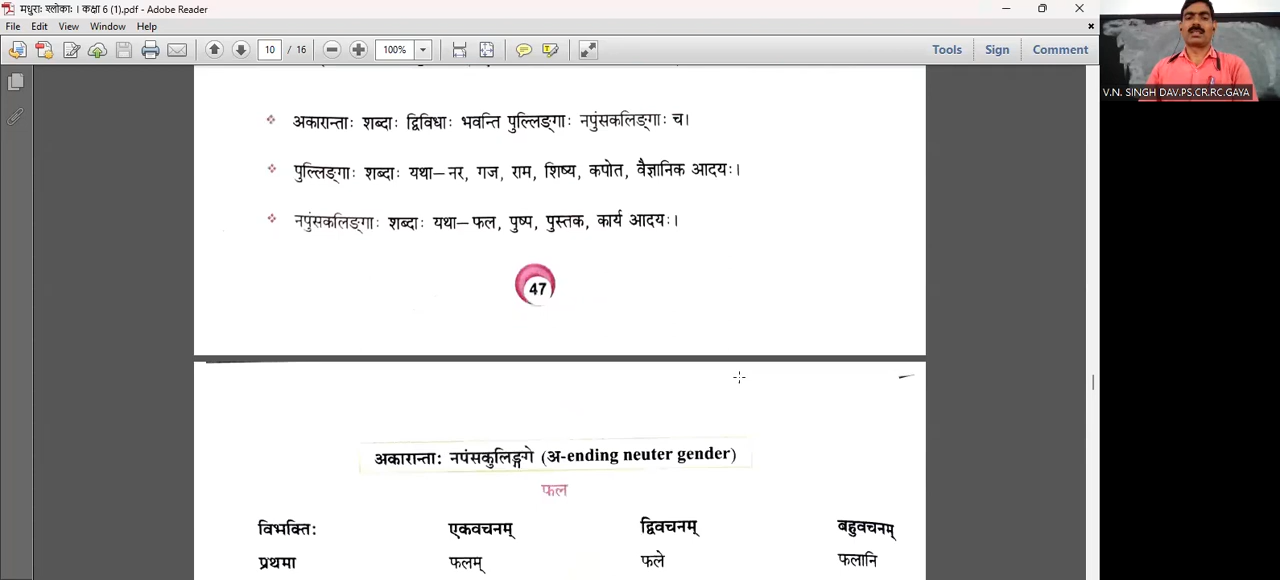 मधुराः श्लोकाः । कक्षा 6 (1).pdf - Adobe Reader
File Edit View Window Help
10 / 16 100% Tools Sign Comment
V.N. SINGH DAV.PS.CR.RC.GAYA
अकारान्ताः शब्दाः द्विविधाः भवन्ति पुल्लिङ्गाः नपुंसकलिङ्गाः च।
पुल्लिङ्गाः शब्दाः यथा—नर, गज, राम, शिष्य, कपोत, वैज्ञानिक आदयः।
नपुंसकलिङ्गाः शब्दाः यथा—फल, पुष्प, पुस्तक, कार्य आदयः।
47
अकारान्ताः नपंसकुलिङ्गे (अ-ending neuter gender)
फल
विभक्तिः एकवचनम् द्विवचनम् बहुवचनम्
प्रथमा फलम् फले फलानि